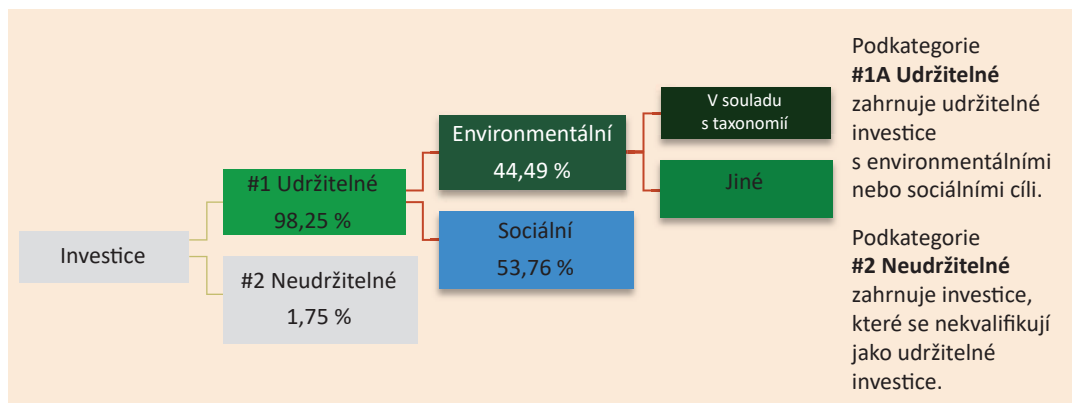 Investice
#1 Udržitelné
98,25 %
#2 Neudržitelné
1,75 %
Environmentální
44,49 %
Sociální
53,76 %
V souladu
s taxonomií
Jiné
Podkategorie
#1A Udržitelné
zahrnuje udržitelné
investice
s environmentálními
nebo sociálními cíli.
Podkategorie
#2 Neudržitelné
zahrnuje investice,
které se nekvalifikují
jako udržitelné
investice.